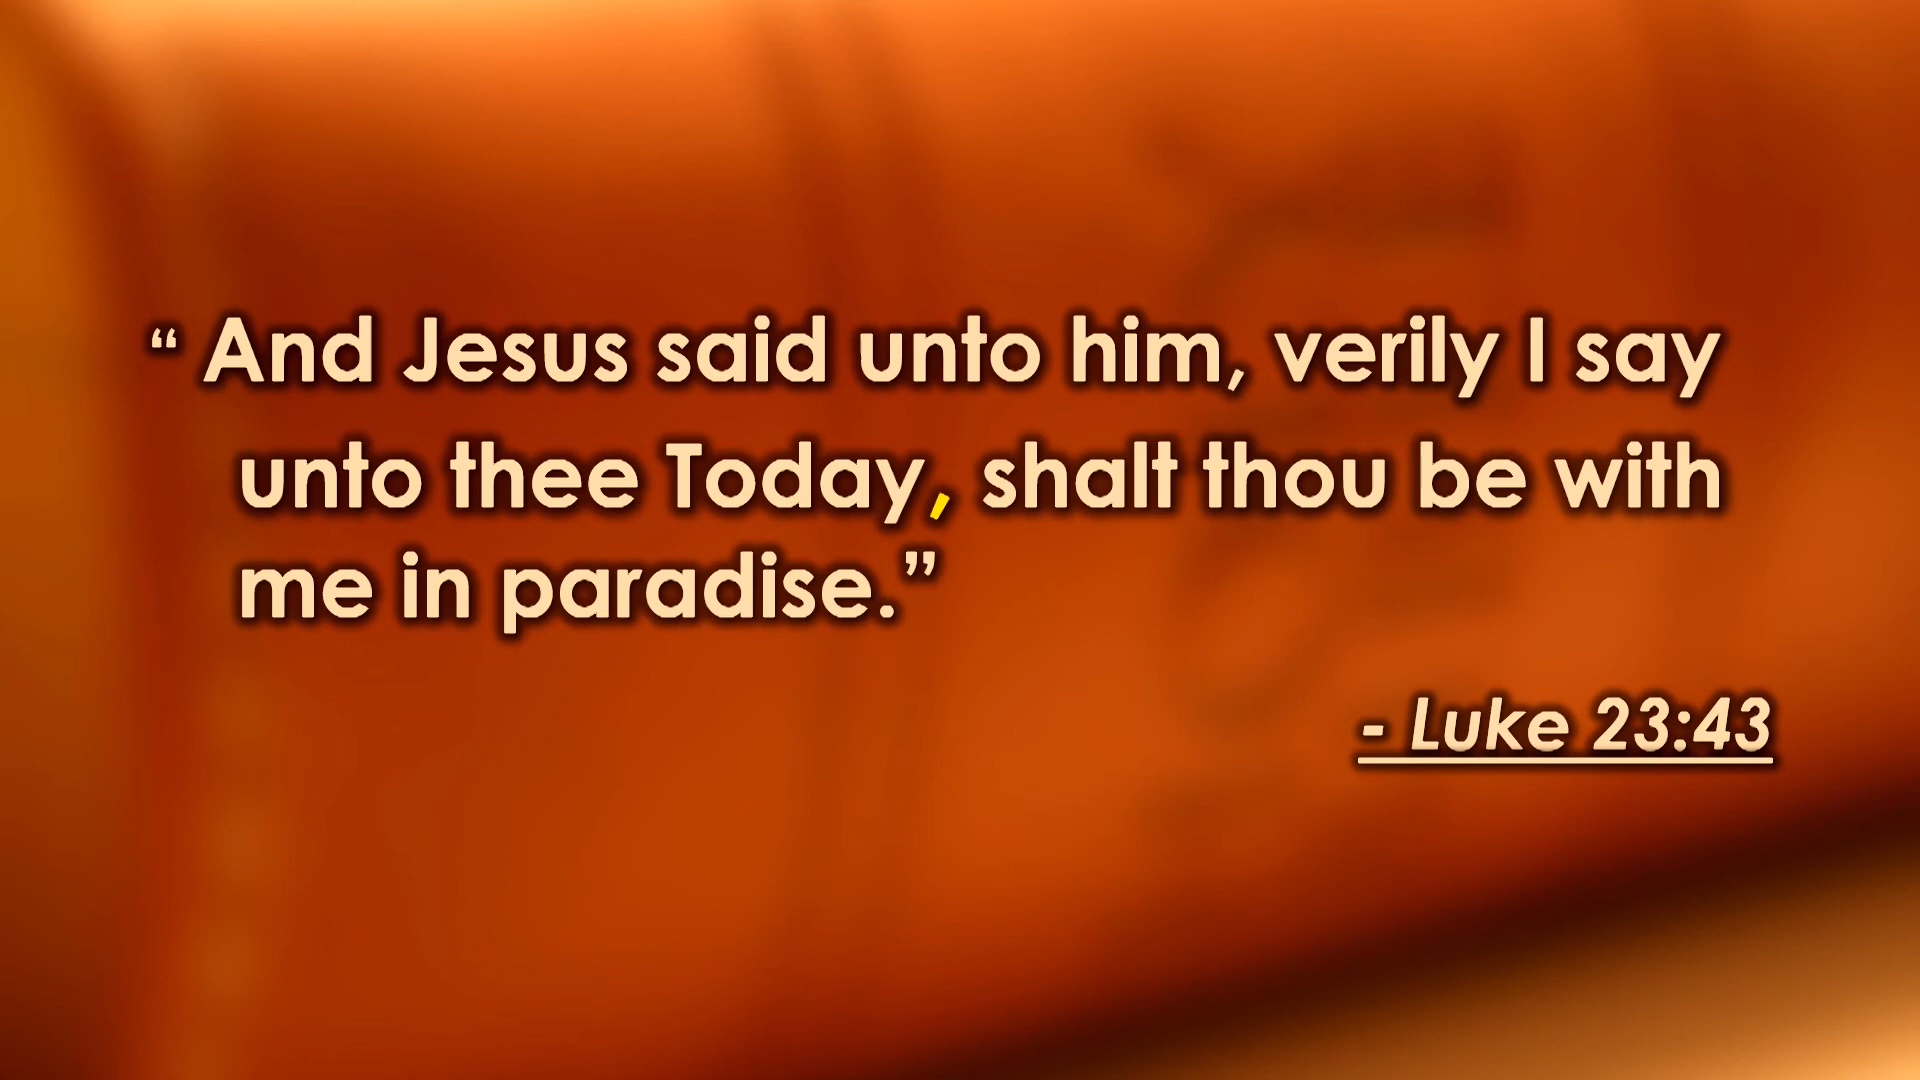 “ And Jesus said unto him, verily I say
unto thee Today, shalt thou be with
me in paradise.”
- Luke 23:43